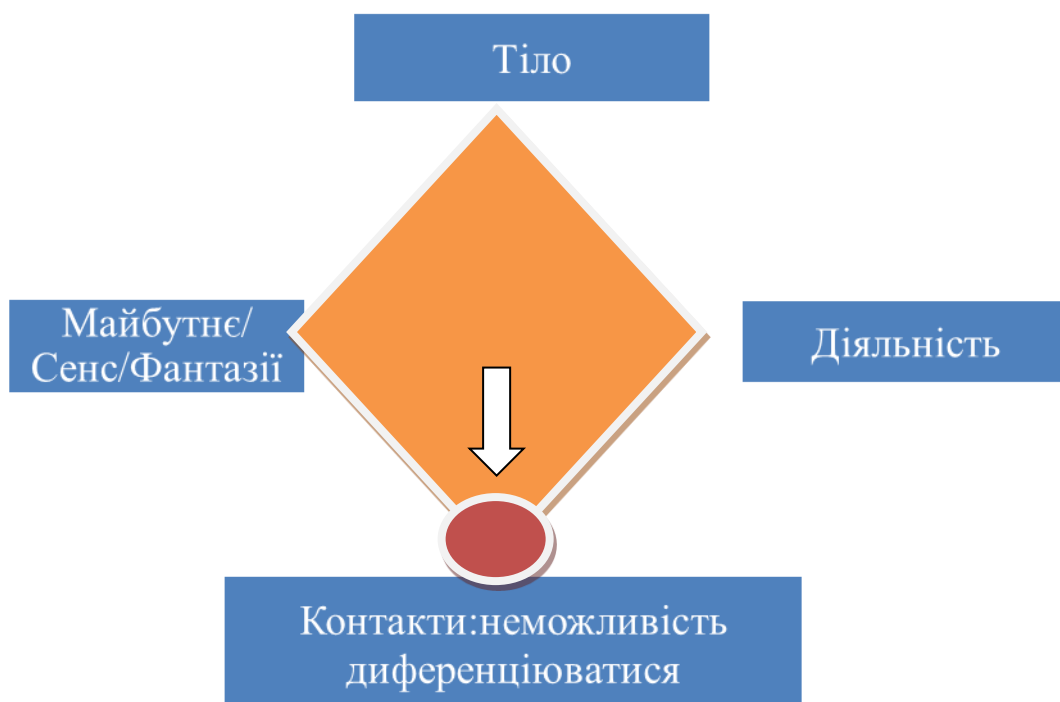 Тіло
Майбутнє/
Сенс/Фантазії
Діяльність
Контакти:неможливість
диференціюватися